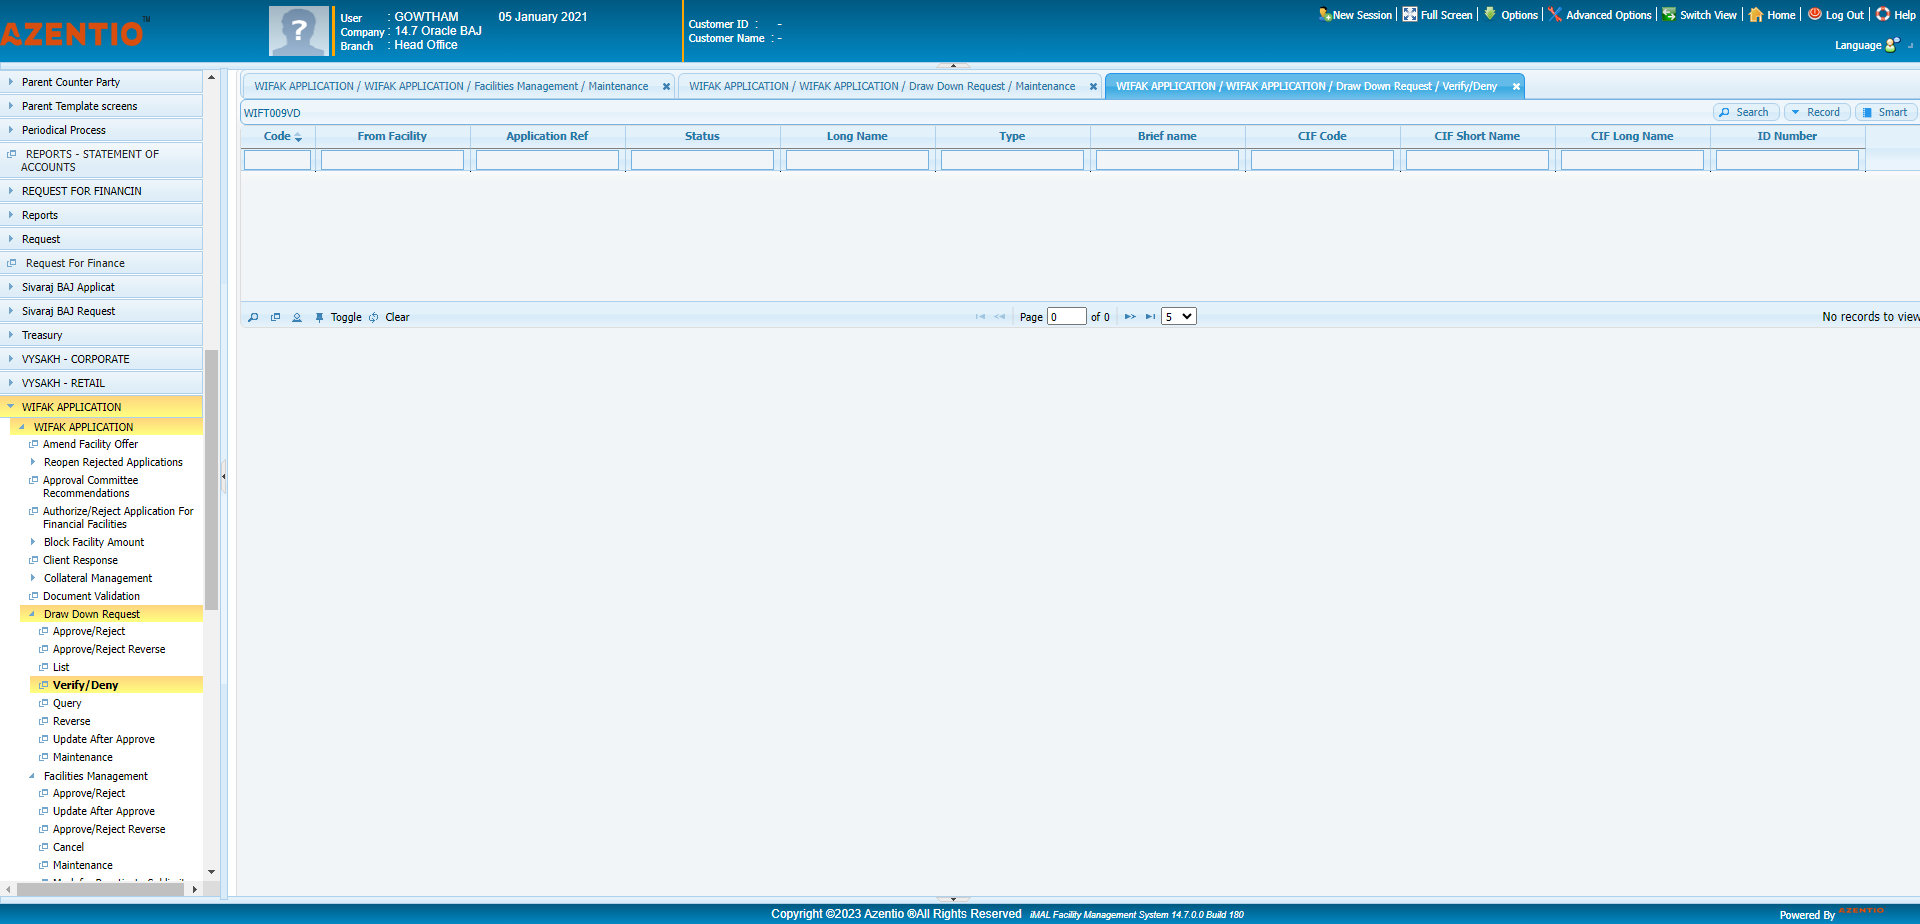 AZENTIO™
User : GOWTHAM 05 January 2021
Company : 14.7 Oracle BAJ
Branch : Head Office
Customer ID : -
Customer Name : -
New Session Full Screen Options Advanced Options Switch View Home Log Out Help
Language
Parent Counter Party
Parent Template screens
Periodical Process
REPORTS - STATEMENT OF
ACCOUNTS
REQUEST FOR FINANCIN
Reports
Request
Request For Finance
Sivaraj BAJ Applicat
Sivaraj BAJ Request
Treasury
VYSAKH - CORPORATE
VYSAKH - RETAIL
WIFAK APPLICATION
WIFAK APPLICATION
Amend Facility Offer
Reopen Rejected Applications
Approval Committee
Recommendations
Authorize/Reject Application For
Financial Facilities
Block Facility Amount
Client Response
Collateral Management
Document Validation
Draw Down Request
Approve/Reject
Approve/Reject Reverse
List
Verify/Deny
Query
Reverse
Update After Approve
Maintenance
Facilities Management
Approve/Reject
Update After Approve
Approve/Reject Reverse
Cancel
Maintenance
WIFAK APPLICATION / WIFAK APPLICATION / Facilities Management / Maintenance
WIFAK APPLICATION / WIFAK APPLICATION / Draw Down Request / Maintenance
WIFAK APPLICATION / WIFAK APPLICATION / Draw Down Request / Verify/Deny
WIFT009VD Search Record Smart
Code From Facility Application Ref Status Long Name Type Brief name CIF Code CIF Short Name CIF Long Name ID Number
Toggle Clear Page 0 of 0 5 No records to view
Copyright ©2023 Azentio ®All Rights Reserved iMAL Facility Management System 14.7.0.0 Build 180
Powered By AZENTIO